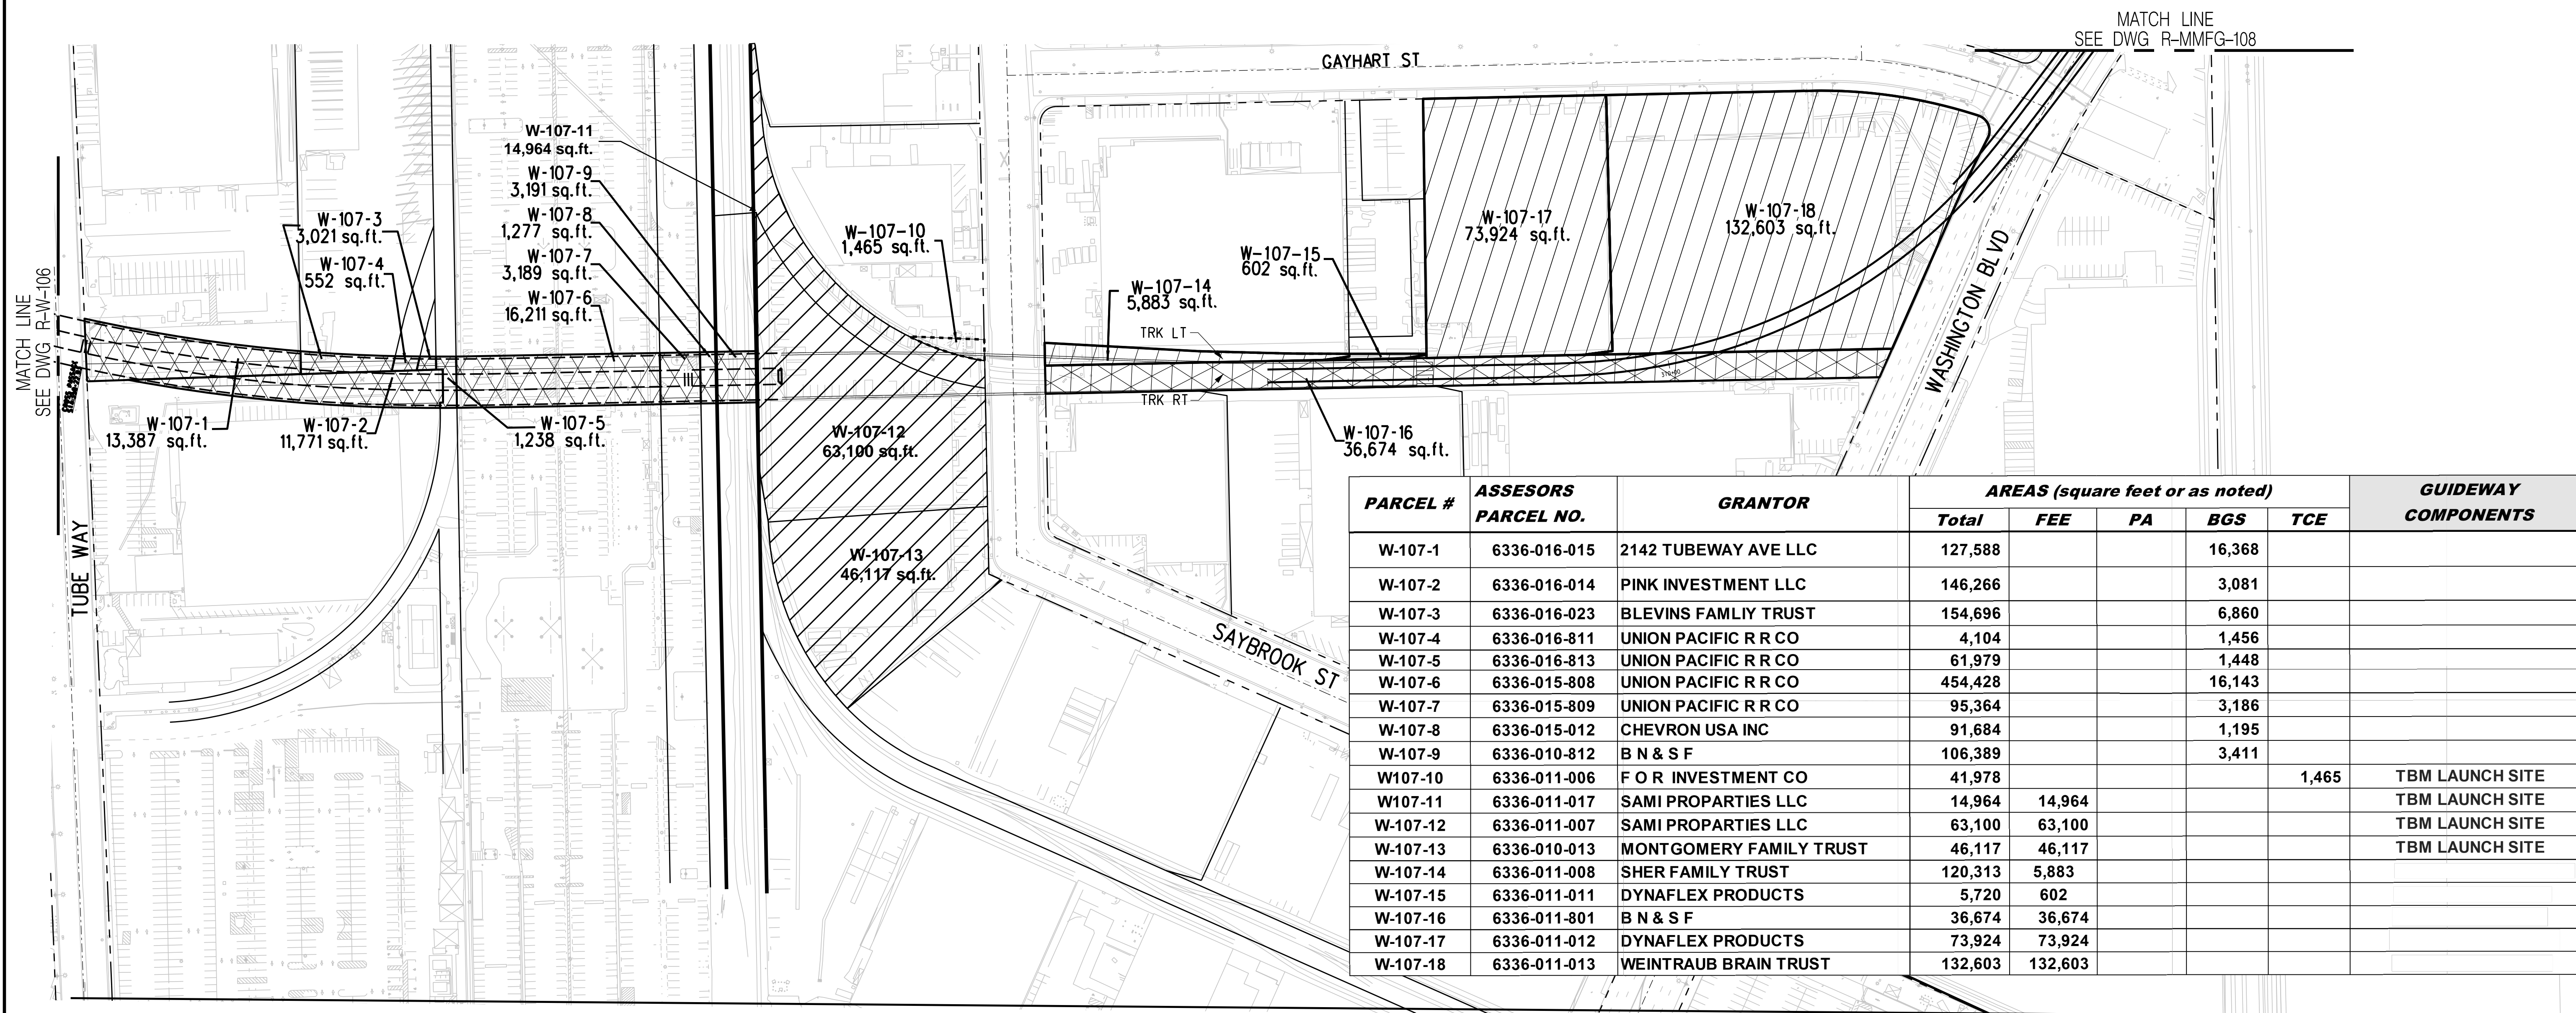 MATCH LINE
SEE DWG R-MMFG-108
GAYHART ST
W-107-11
14,964 sq.ft.
W-107-9
3,191 sq.ft.
W-107-8
1,277 sq.ft.
W-107-7
3,189 sq.ft.
W-107-6
16,211 sq.ft.
W-107-3
3,021 sq.ft.
W-107-4
552 sq.ft.
W-107-10
1,465 sq.ft.
W-107-14
5,883 sq.ft.
W-107-15
602 sq.ft.
W-107-17
73,924 sq.ft.
W-107-18
132,603 sq.ft.
WASHINGTON BLVD
MATCH LINE
SEE DWG R-W-106
TRK LT
TRK RT
W-107-1
13,387 sq.ft.
W-107-2
11,771 sq.ft.
W-107-5
1,238 sq.ft.
W-107-12
63,100 sq.ft.
W-107-16
36,674 sq.ft.
W-107-13
46,117 sq.ft.
TUBE WAY
SAYBROOK ST
PARCEL # ASSESORS PARCEL NO. GRANTOR AREAS (square feet or as noted) GUIDEWAY COMPONENTS
Total FEE PA BGS TCE
W-107-1 6336-016-015 2142 TUBEWAY AVE LLC 127,588 16,368
W-107-2 6336-016-014 PINK INVESTMENT LLC 146,266 3,081
W-107-3 6336-016-023 BLEVINS FAMLIY TRUST 154,696 6,860
W-107-4 6336-016-811 UNION PACIFIC R R CO 4,104 1,456
W-107-5 6336-016-813 UNION PACIFIC R R CO 61,979 1,448
W-107-6 6336-015-808 UNION PACIFIC R R CO 454,428 16,143
W-107-7 6336-015-809 UNION PACIFIC R R CO 95,364 3,186
W-107-8 6336-015-012 CHEVRON USA INC 91,684 1,195
W-107-9 6336-010-812 B N & S F 106,389 3,411
W107-10 6336-011-006 F O R INVESTMENT CO 41,978 1,465 TBM LAUNCH SITE
W107-11 6336-011-017 SAMI PROPARTIES LLC 14,964 14,964 TBM LAUNCH SITE
W-107-12 6336-011-007 SAMI PROPARTIES LLC 63,100 63,100 TBM LAUNCH SITE
W-107-13 6336-010-013 MONTGOMERY FAMILY TRUST 46,117 46,117 TBM LAUNCH SITE
W-107-14 6336-011-008 SHER FAMILY TRUST 120,313 5,883
W-107-15 6336-011-011 DYNAFLEX PRODUCTS 5,720 602
W-107-16 6336-011-801 B N & S F 36,674 36,674
W-107-17 6336-011-012 DYNAFLEX PRODUCTS 73,924 73,924
W-107-18 6336-011-013 WEINTRAUB BRAIN TRUST 132,603 132,603